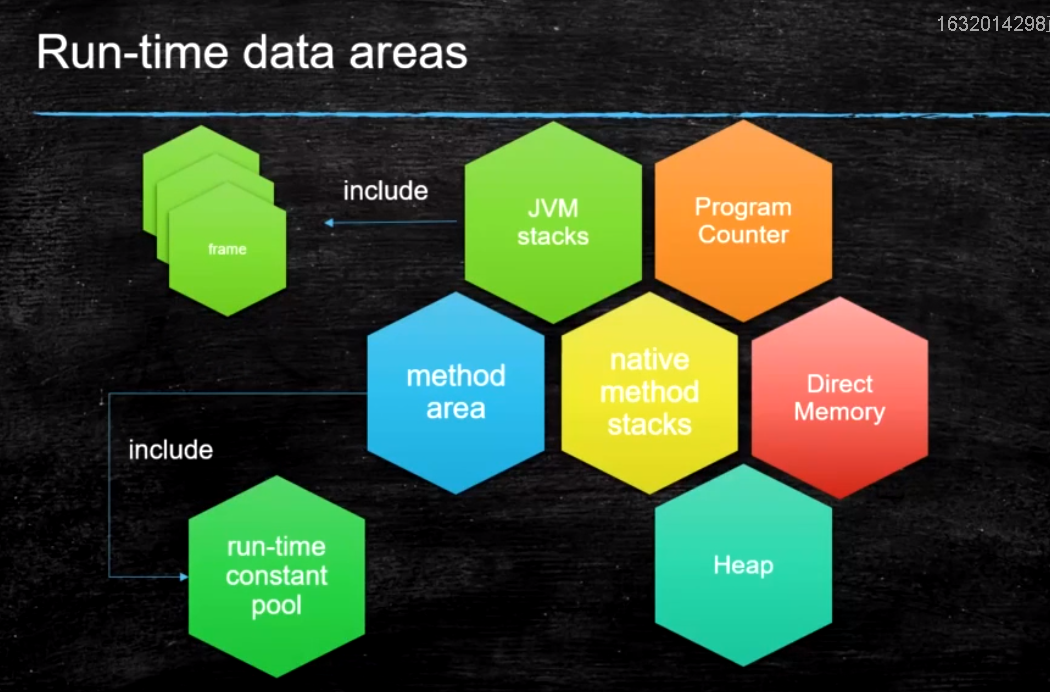 1632014298
Run-time data areas
include
JVM
stacks
Program
Counter
frame
method
area
native
method
stacks
Direct
Memory
include
run-time
constant
pool
Heap